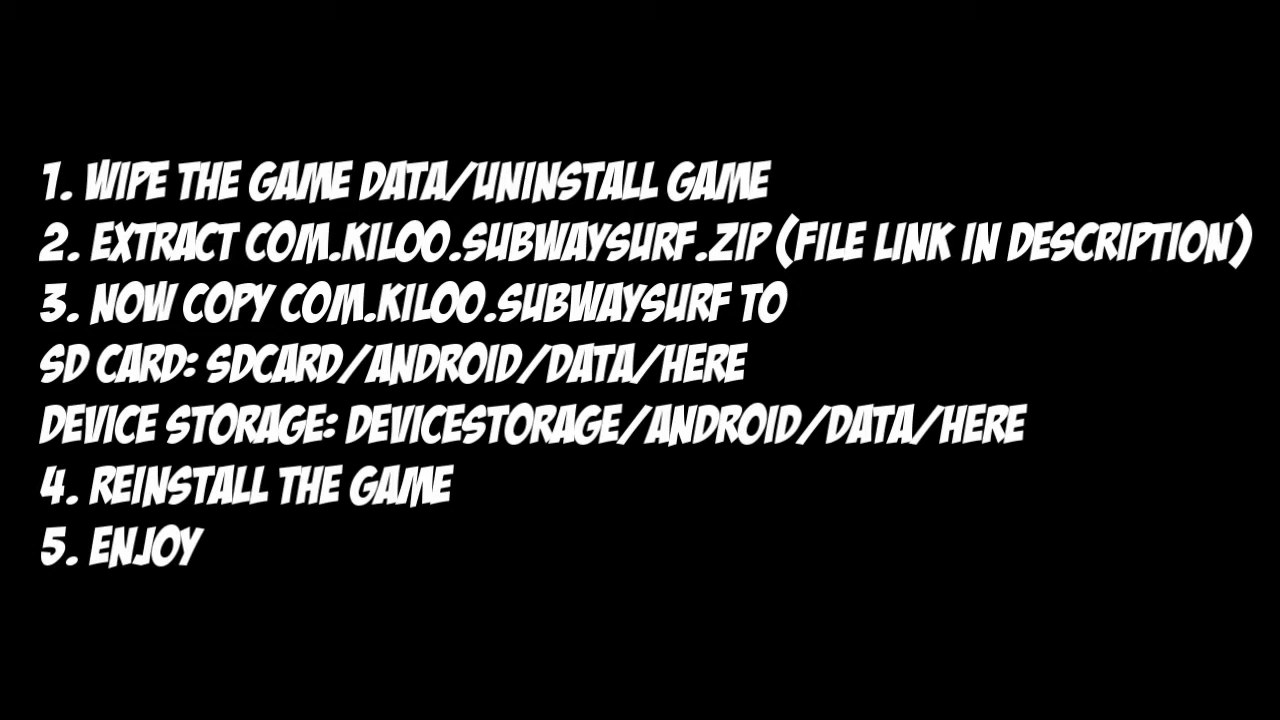 1. WIPE THE GAME DATA/UNINSTALL GAME
2. EXTRACT COM.KILOO.SUBWAYSURF.ZIP (FILE LINK IN DESCRIPTION)
3. NOW COPY COM.KILOO.SUBWAYSURF TO
SD CARD: SDCARD/ANDROID/DATA/HERE
DEVICE STORAGE: DEVICESTORAGE/ANDROID/DATA/HERE
4. REINSTALL THE GAME
5. ENJOY